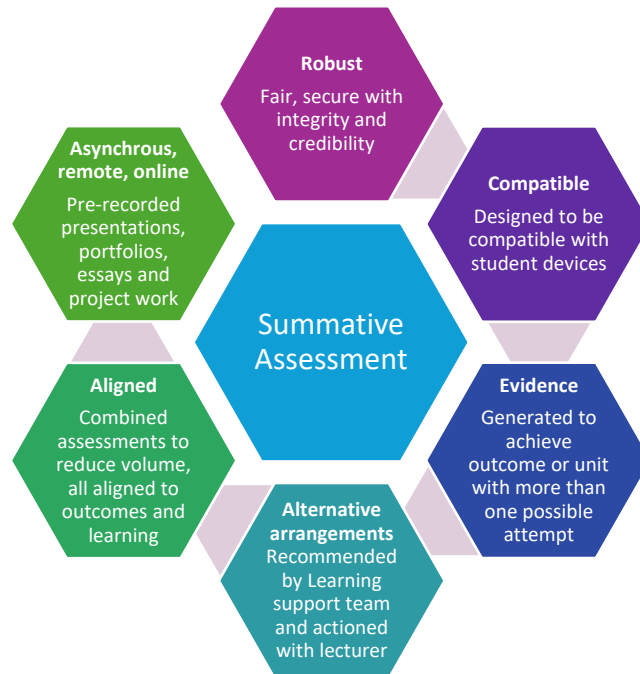 Robust
Fair, secure with
integrity and
credibility
Compatible
Designed to be
compatible with
student devices
Evidence
Generated to
achieve
outcome or unit
with more than
one possible
attempt
Alternative
arrangements
Recommended
by Learning
support team
and actioned
with lecturer
Aligned
Combined
assessments to
reduce volume,
all aligned to
outcomes and
learning
Asynchrous,
remote, online
Pre-recorded
presentations,
portfolios,
essays and
project work
Summative
Assessment